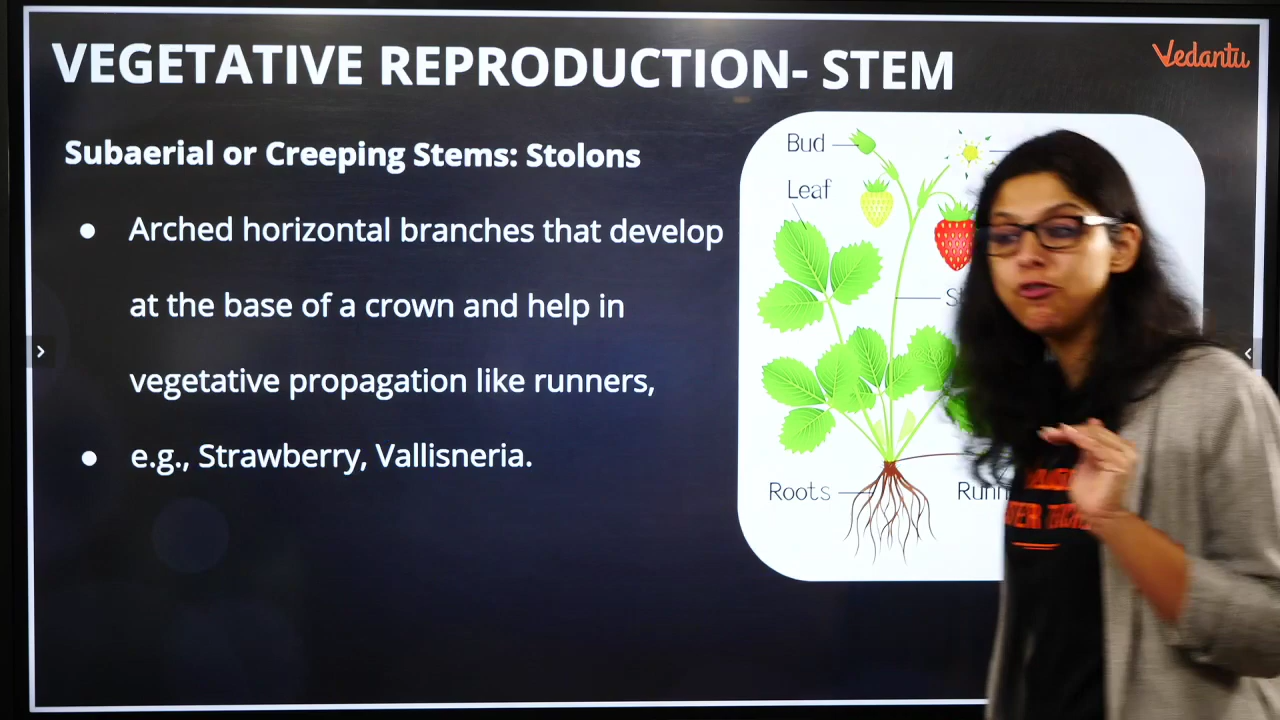 VEGETATIVE REPRODUCTION- STEM
Vedantu
Subaerial or Creeping Stems: Stolons
● Arched horizontal branches that develop
at the base of a crown and help in
vegetative propagation like runners,
● e.g., Strawberry, Vallisneria.
Bud
Leaf
Roots